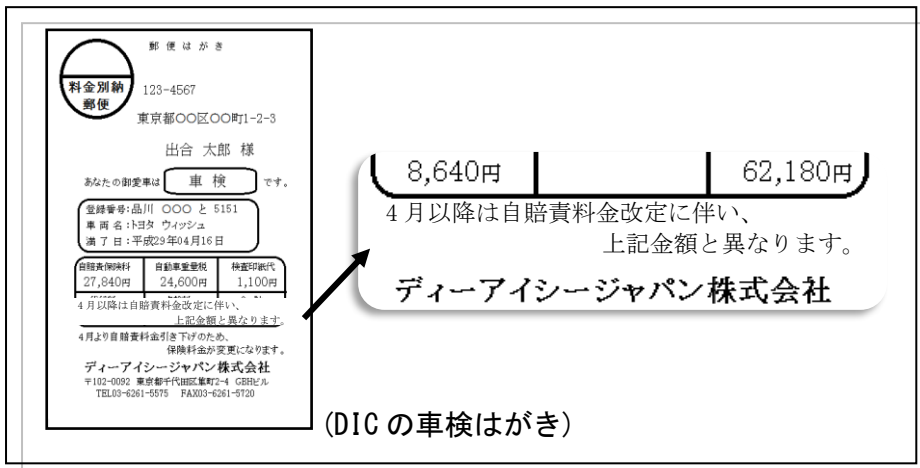 郵便はがき
料金別納
郵便
123-4567
東京都〇〇区〇〇町1-2-3
出合 太郎 様
あなたの御愛車は 車 検 です。
登録番号:品川 〇〇〇 と 5151
車 両 名:トヨタ ウィッシュ
満 了 日:平成29年04月16日
自賠責保険料 自動車重量税 検査印紙代
27,840円 24,600円 1,100円
4月以降は自賠責料金改定に伴い、
上記金額と異なります。
4月より自賠責料金引き下げのため、
保険料金が変更になります。
ディーアイシージャパン株式会社
〒102-0092 東京都千代田区隼町2-4 GEHビル
TEL03-6261-5575 FAX03-6261-5720
8,640円 62,180円
4月以降は自賠責料金改定に伴い、
上記金額と異なります。
ディーアイシージャパン株式会社
(DICの車検はがき)